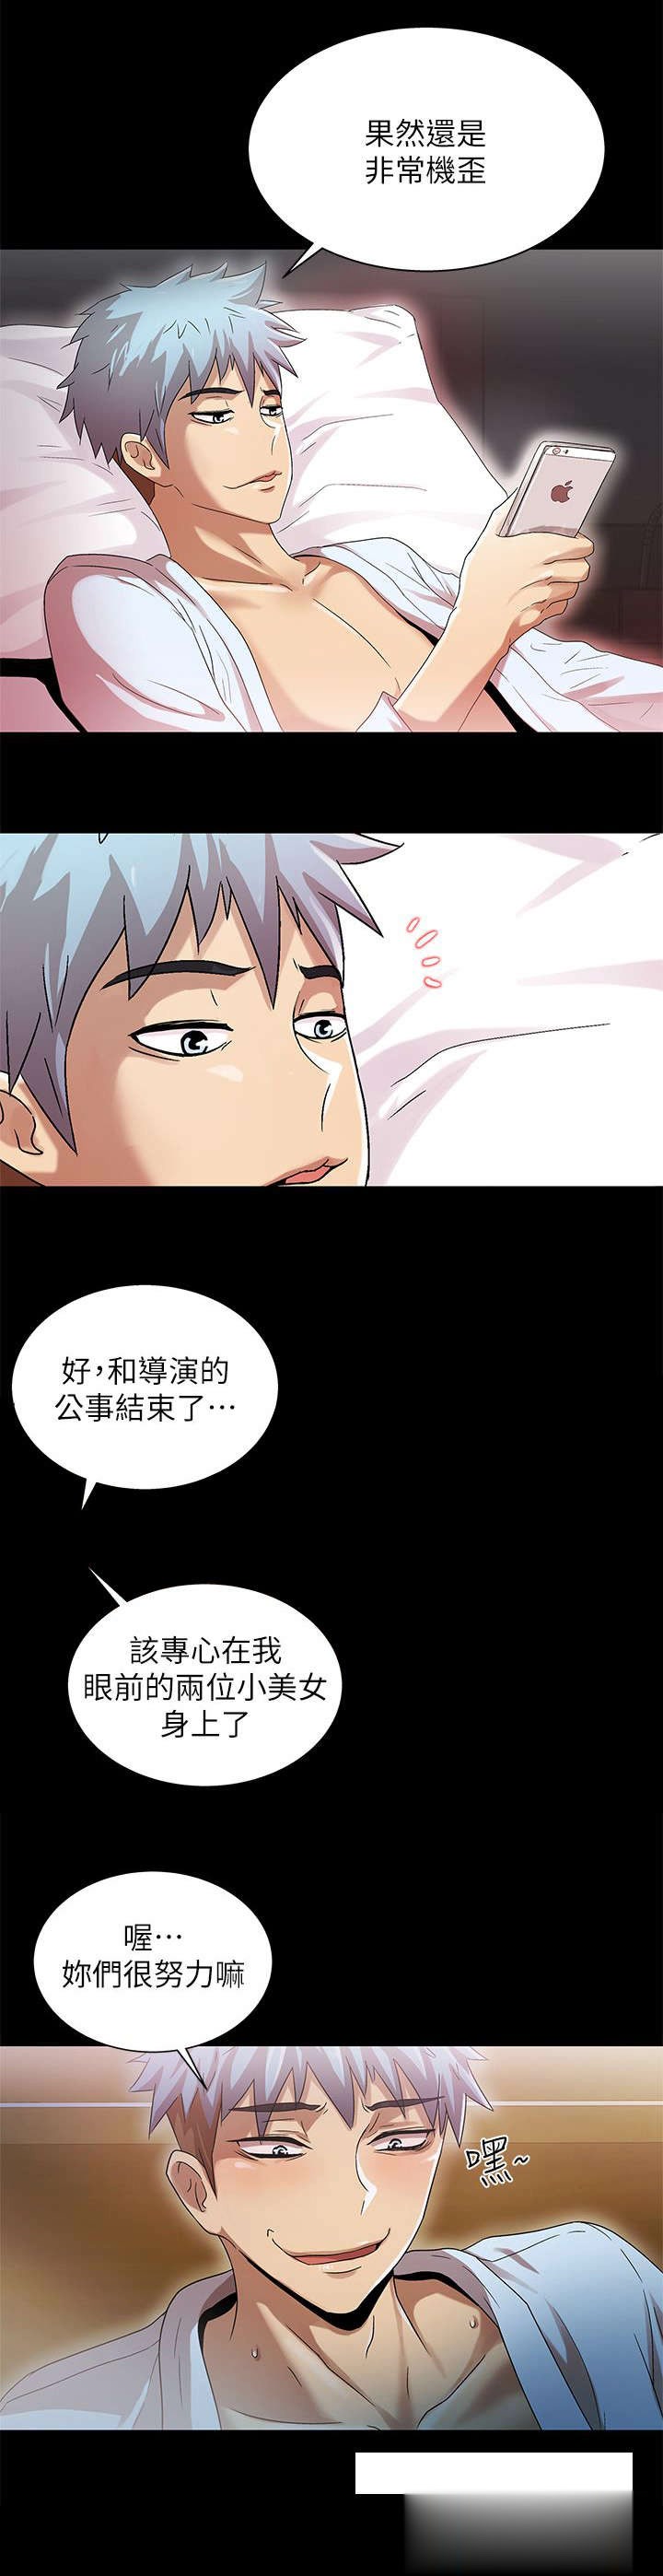 果然還是
非常機歪
好,和導演的
公事結束了…
該專心在我
眼前的兩位小美女
身上了
喔…
妳們很努力嘛
嘿~